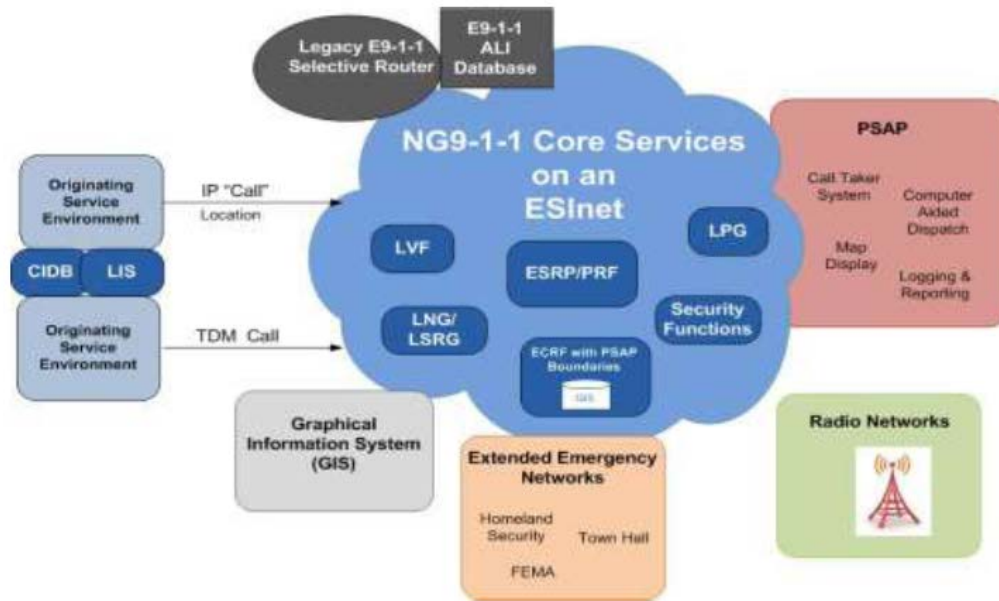 Legacy E9-1-1
Selective Router
E9-1-1
ALI
Database
NG9-1-1 Core Services
on an
ESInet
Originating
Service
Environment
CIDB
LIS
Originating
Service
Environment
IP "Call"
Location
TDM Call
LVF
LNG/
LSRG
ESRP/PRF
LPG
Security
Functions
ECRF with PSAP
Boundaries
GIS
PSAP
Call Taker
System
Computer
Aided
Dispatch
Map
Display
Logging &
Reporting
Graphical
Information System
(GIS)
Extended Emergency
Networks
Homeland
Security
Town Hall
FEMA
Radio Networks